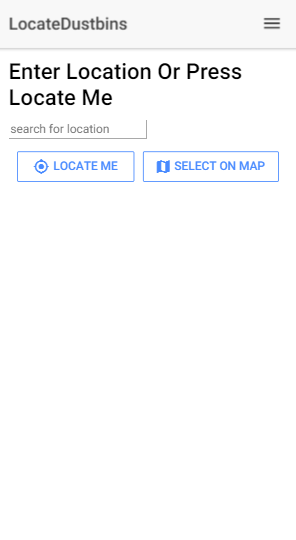 LocateDustbins
Enter Location Or Press
Locate Me
search for location
LOCATE ME
SELECT ON MAP